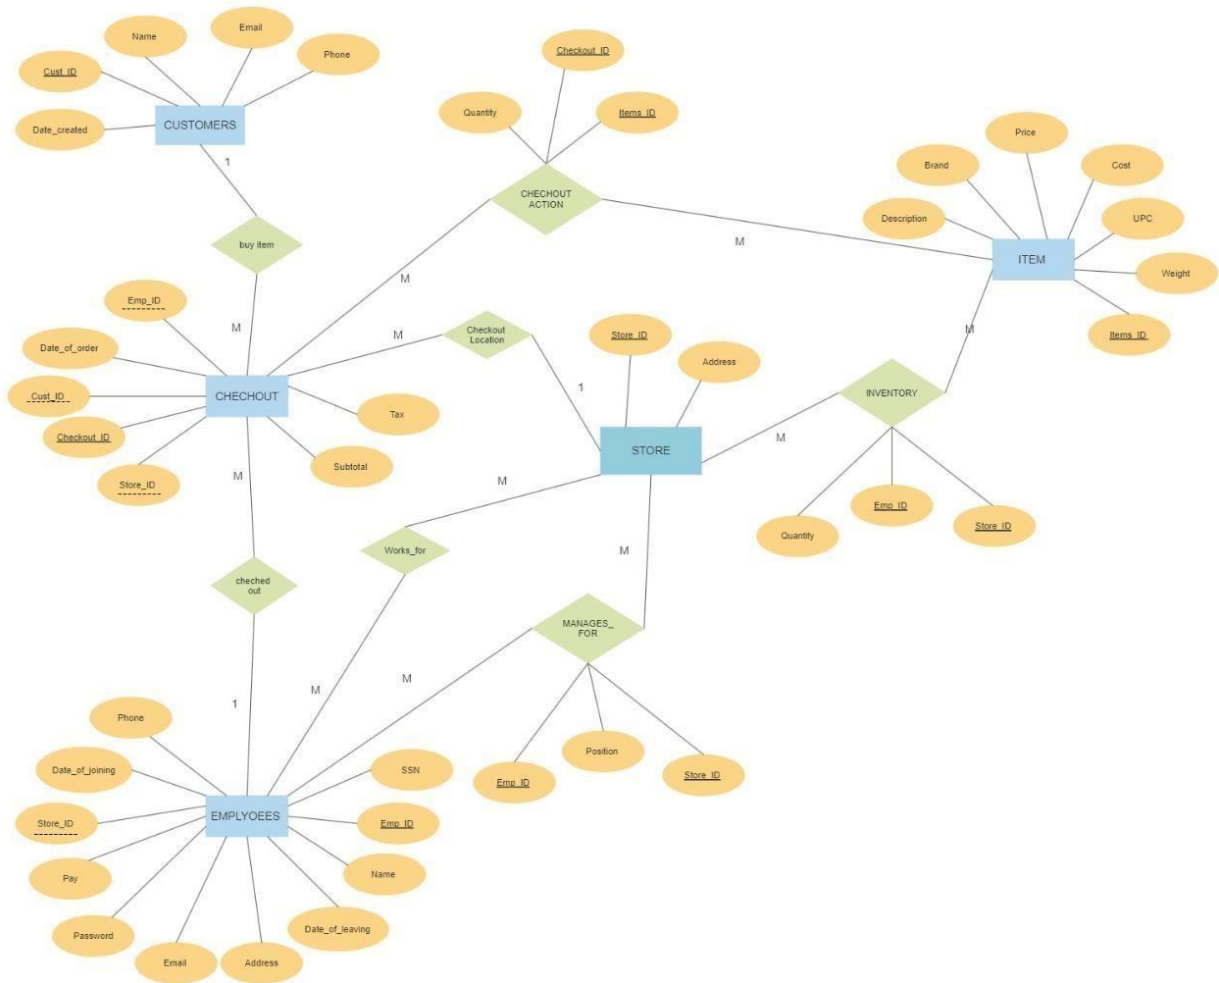 Name
Email
Cust_ID
Phone
Date_created
CUSTOMERS
1
buy item
M
Checkout_ID
Quantity
Items_ID
CHECHOUT
ACTION
M
M
Price
Brand
Cost
Description
UPC
ITEM
Weight
Items_ID
M
Emp_ID
Date_of_order
Cust_ID
Checkout_ID
Store_ID
CHECHOUT
Tax
Subtotal
M
Checkout
Location
1
Store_ID
Address
STORE
INVENTORY
M
Quantity
Emp_ID
Store_ID
M
cheched
out
1
M
Works_for
M
M
MANAGES_
FOR
M
Emp_ID
Position
Store_ID
Phone
Date_of_joining
Store_ID
Pay
Password
Email
Address
Date_of_leaving
Name
Emp_ID
SSN
EMPLYOEES